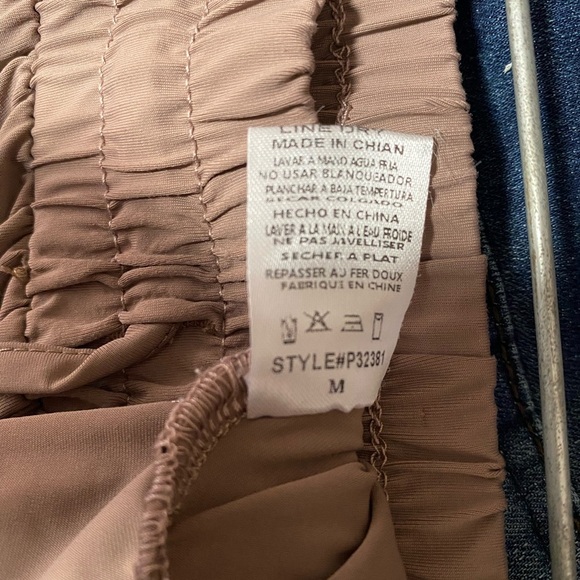 LINE DRY
MADE IN CHIAN
LAVAR A MANO AGUA FRIA
NO USAR BLANQUEADOR
PLANCHAR A BAJA TEMPERTURA
SECAR COLGADO
HECHO EN CHINA
LAVER A LA MAIN A L'EAU FROIDE
NE PAS JAVELLISER
SECHER A PLAT
REPASSER AU FER DOUX
FABRIQUE EN CHINE
STYLE#P32381
M